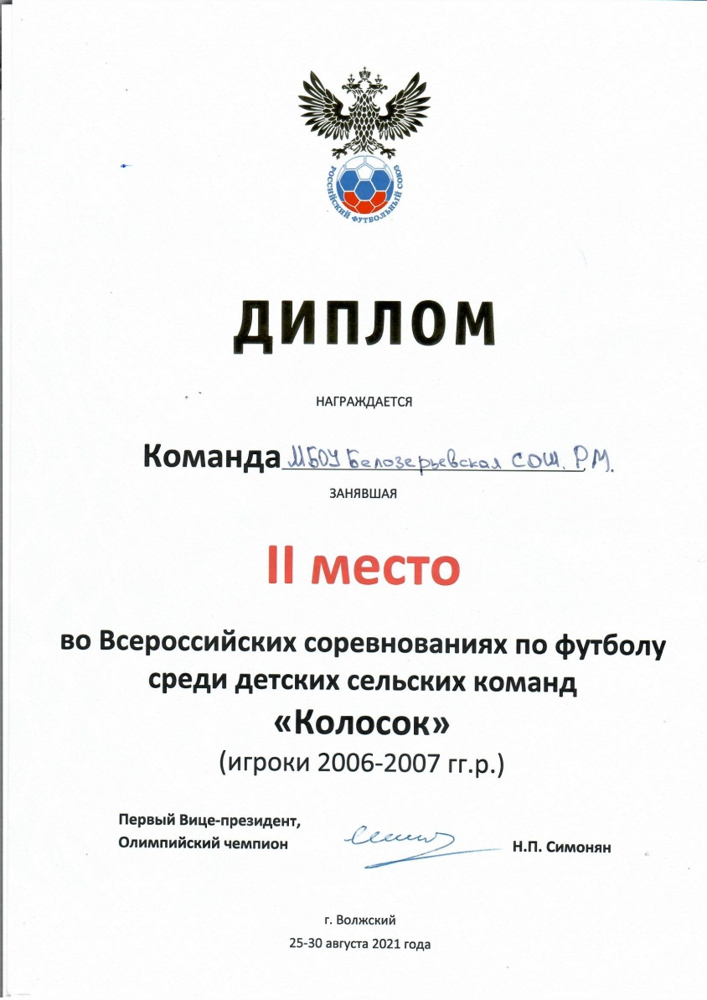 РОССИЙСКИЙ ФУТБОЛЬНЫЙ СОЮЗ
ДИПЛОМ
НАГРАЖДАЕТСЯ
Команда МБОУ Белозерьевская СОШ. РМ.
ЗАНЯВШАЯ
II место
во Всероссийских соревнованиях по футболу
среди детских сельских команд
«Колосок»
(игроки 2006-2007 гг.р.)
Первый Вице-президент,
Олимпийский чемпион Н.П. Симонян
г. Волжский
25-30 августа 2021 года